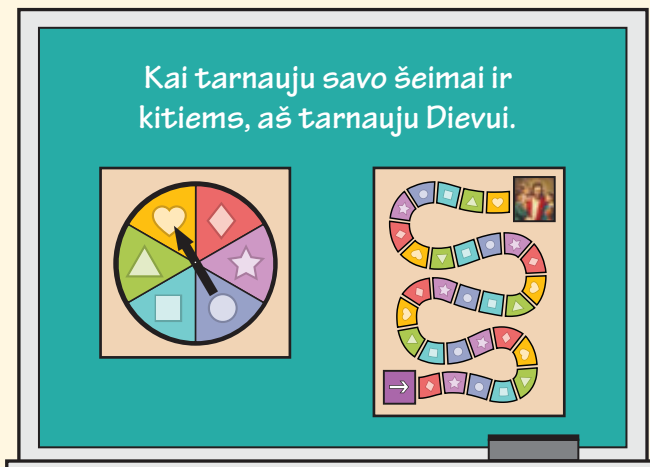 Kai tarnauju savo šeimai ir
kitiems, aš tarnauju Dievui.